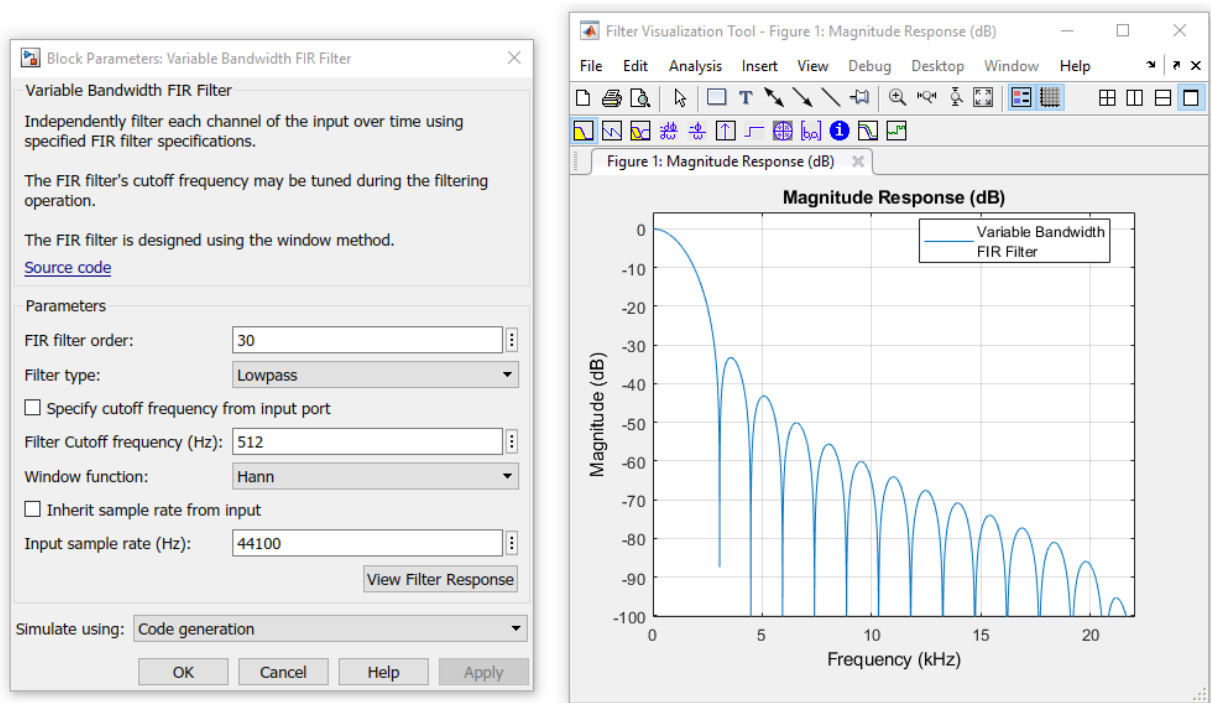 Block Parameters: Variable Bandwidth FIR Filter
Variable Bandwidth FIR Filter
Independently filter each channel of the input over time using
specified FIR filter specifications.
The FIR filter's cutoff frequency may be tuned during the filtering
operation.
The FIR filter is designed using the window method.
Source code
Parameters
FIR filter order:
30
Filter type:
Lowpass
Specify cutoff frequency from input port
Filter Cutoff frequency (Hz):
512
Window function:
Hann
Inherit sample rate from input
Input sample rate (Hz):
44100
View Filter Response
Simulate using:
Code generation
OK
Cancel
Help
Apply
Filter Visualization Tool - Figure 1: Magnitude Response (dB)
File Edit Analysis Insert View Debug Desktop Window Help
Figure 1: Magnitude Response (dB)
Magnitude Response (dB)
Variable Bandwidth
FIR Filter
Magnitude (dB)
0
-10
-20
-30
-40
-50
-60
-70
-80
-90
-100
0 5 10 15 20
Frequency (kHz)